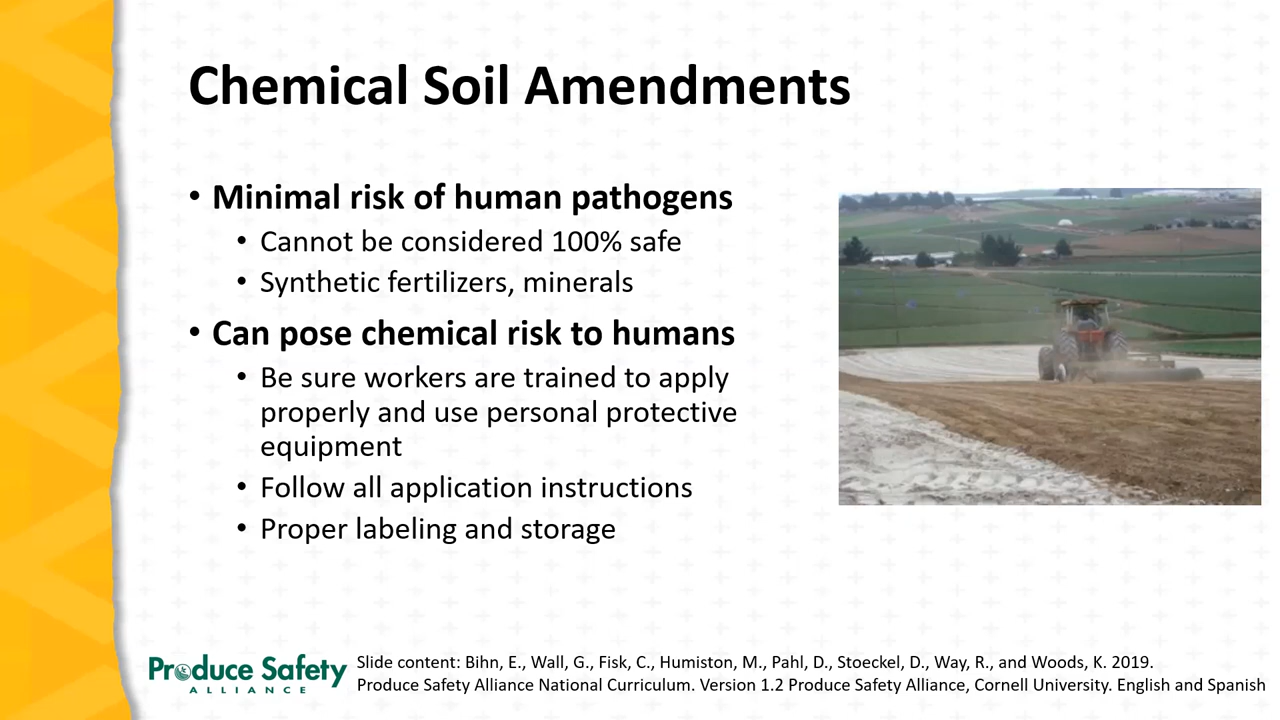 Chemical Soil Amendments
• Minimal risk of human pathogens
• Cannot be considered 100% safe
• Synthetic fertilizers, minerals
• Can pose chemical risk to humans
• Be sure workers are trained to apply
properly and use personal protective
equipment
• Follow all application instructions
• Proper labeling and storage
Produce Safety
ALLIANCE
Slide content: Bihn, E., Wall, G., Fisk, C., Humiston, M., Pahl, D., Stoeckel, D., Way, R., and Woods, K. 2019.
Produce Safety Alliance National Curriculum. Version 1.2 Produce Safety Alliance, Cornell University. English and Spanish